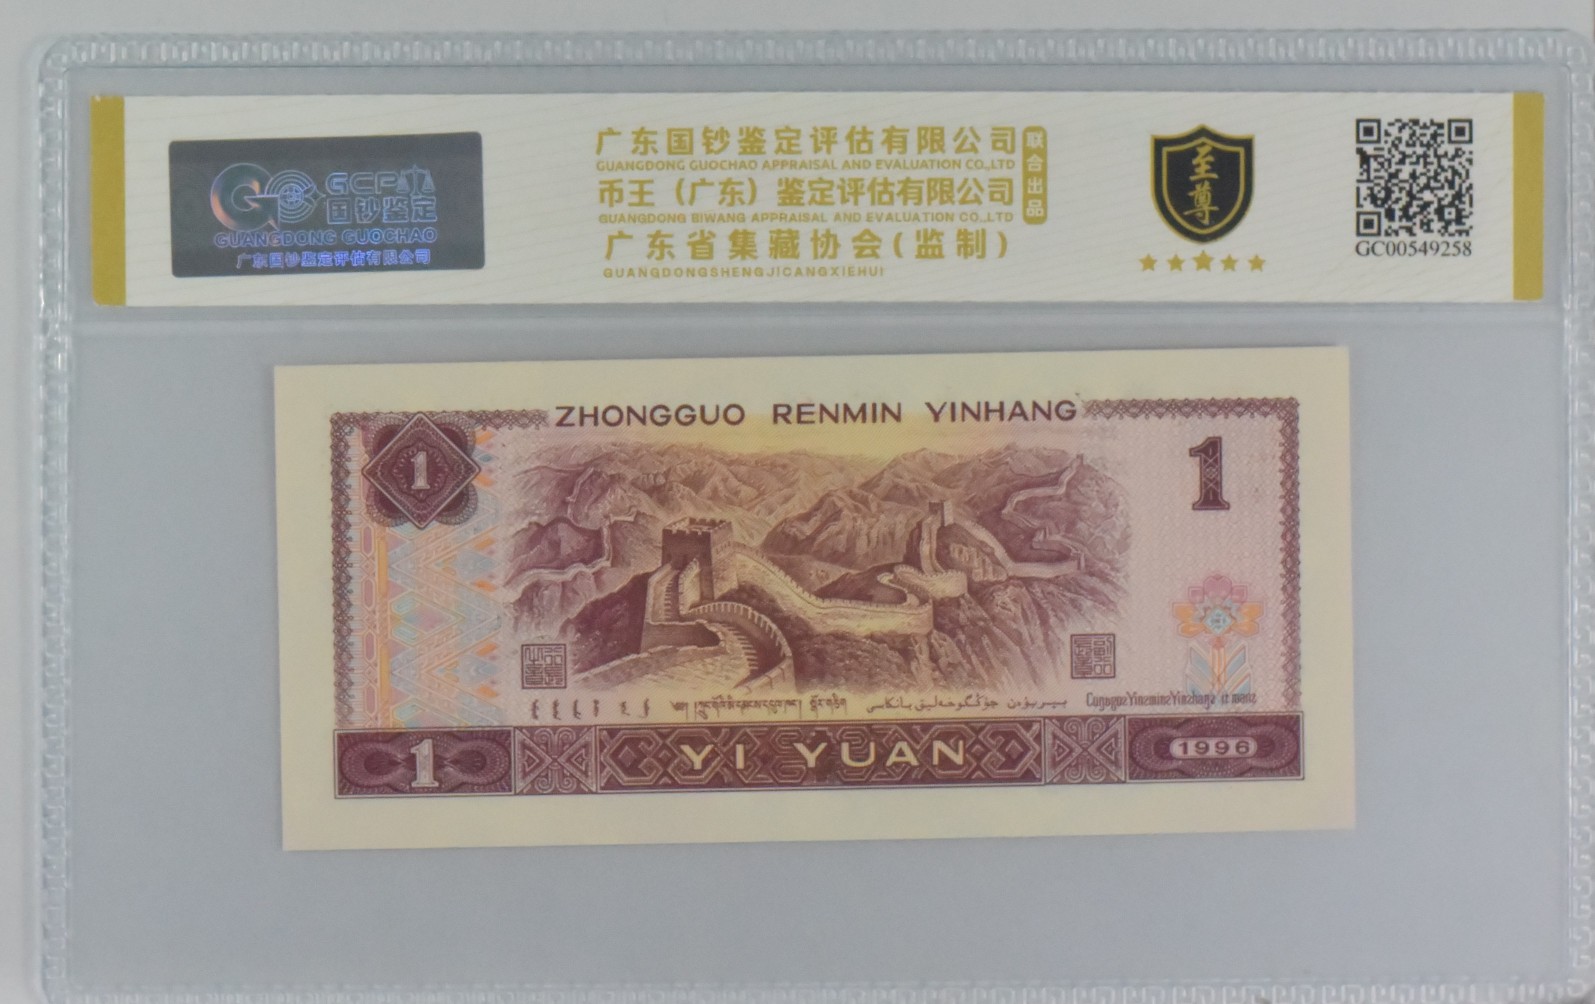 GCPA
国钞鉴定
GUANGDONG GUOCHAO
广东国钞鉴定评估有限公司
广东国钞鉴定评估有限公司
GUANGDONG GUOCHAO APPRAISAL AND EVALUATION CO.,LTD
币王（广东）鉴定评估有限公司
GUANGDONG BIWANG APPRAISAL AND EVALUATION CO.,LTD
广东省集藏协会(监制)
GUANGDONGSHENGJICANGXIEHUI
联合出品
至尊
GC00549258
ZHONGGUO RENMIN YINHANG
1
1
1
YI YUAN
1996